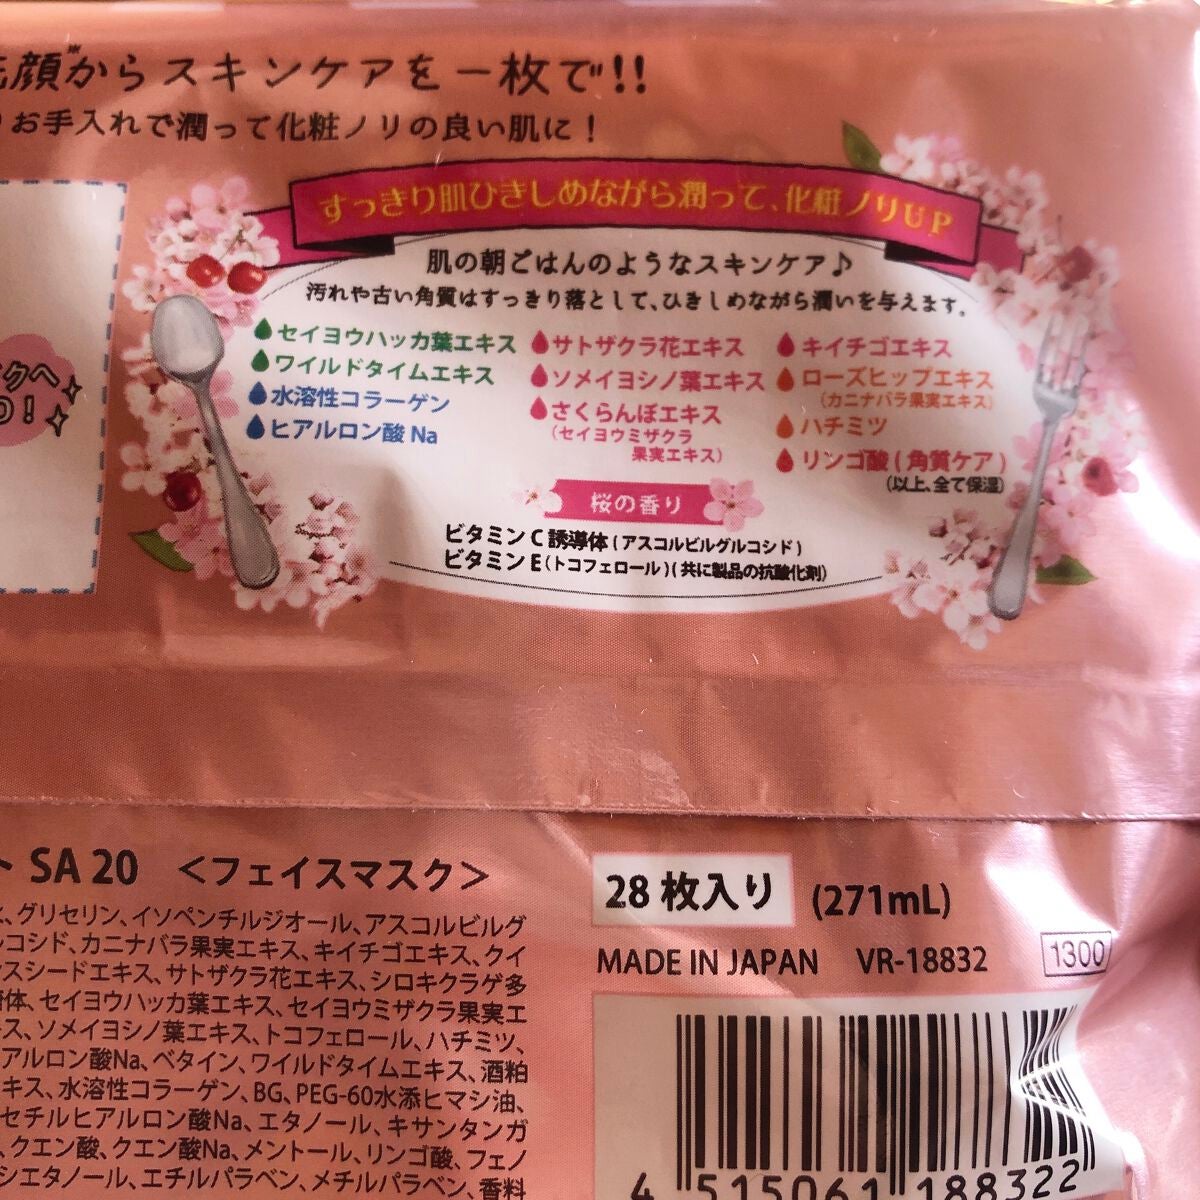 顔※からスキンケアを一枚で!!
お手入れで潤って化粧ノリの良い肌に!
すっきり肌ひきしめながら潤って、化粧ノリUP
肌の朝ごはんのようなスキンケア♪
汚れや古い角質はすっきり落として、ひきしめながら潤いを与えます。
セイヨウハッカ葉エキス
ワイルドタイムエキス
水溶性コラーゲン
ヒアルロン酸Na
サトザクラ花エキス
ソメイヨシノ葉エキス
さくらんぼエキス
(セイヨウミザクラ
果実エキス)
キイチゴエキス
ローズヒップエキス
(カニナバラ果実エキス)
ハチミツ
リンゴ酸(角質ケア)
(以上、全て保湿)
桜の香り
ビタミンC誘導体(アスコルビルグルコシド)
ビタミンE(トコフェロール)(共に製品の抗酸化剤)
クへ
!
ト SA 20 <フェイスマスク>
、グリセリン、イソペンチルジオール、アスコルビルグ
コシド、カニナバラ果実エキス、キイチゴエキス、クイ
ンスシードエキス、サトザクラ花エキス、シロキクラゲ多
糖体、セイヨウハッカ葉エキス、セイヨウミザクラ果実エ
ス、ソメイヨシノ葉エキス、トコフェロール、ハチミツ、
アルロン酸Na、ベタイン、ワイルドタイムエキス、酒粕
キス、水溶性コラーゲン、BG、PEG-60水添ヒマシ油、
セチルヒアルロン酸Na、エタノール、キサンタンガ
、クエン酸、クエン酸Na、メントール、リンゴ酸、フェノ
シエタノール、エチルパラベン、メチルパラベン、香料
28枚入り (271mL)
MADE IN JAPAN VR-18832 1300
4 515061 188322